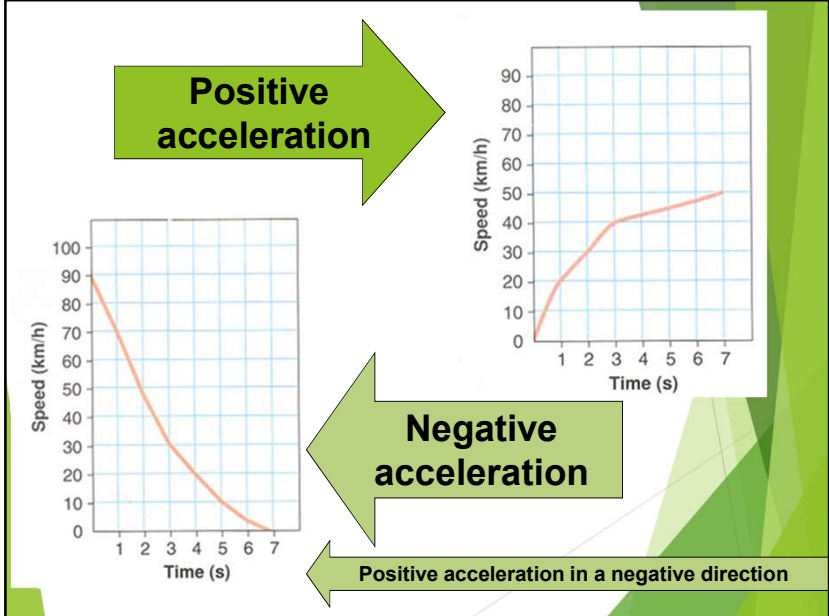 Positive
acceleration
90
80
70
60
50
40
30
20
10
0
Speed (km/h)
1 2 3 4 5 6 7
Time (s)
100
90
80
70
60
50
40
30
20
10
0
Speed (km/h)
1 2 3 4 5 6 7
Time (s)
Negative
acceleration
Positive acceleration in a negative direction